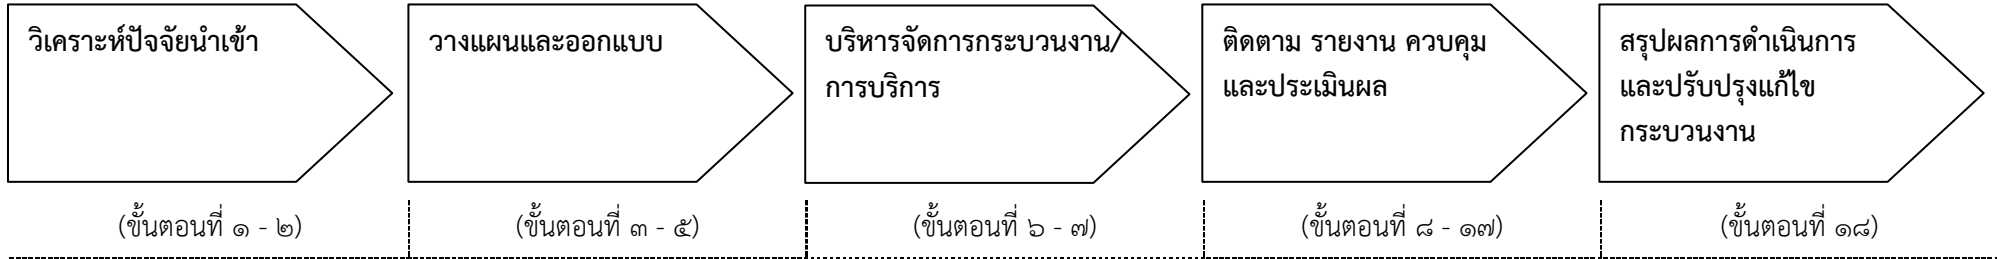 วิเคราะห์ปัจจัยนำเข้า
วางแผนและออกแบบ
บริหารจัดการกระบวนงาน/
การบริการ
ติดตาม รายงาน ควบคุม
และประเมินผล
สรุปผลการดำเนินการ
และปรับปรุงแก้ไข
กระบวนงาน
(ขั้นตอนที่ ๑ - ๒)
(ขั้นตอนที่ ๓ - ๕)
(ขั้นตอนที่ ๖ - ๗)
(ขั้นตอนที่ ๘ - ๑๗)
(ขั้นตอนที่ ๑๘)